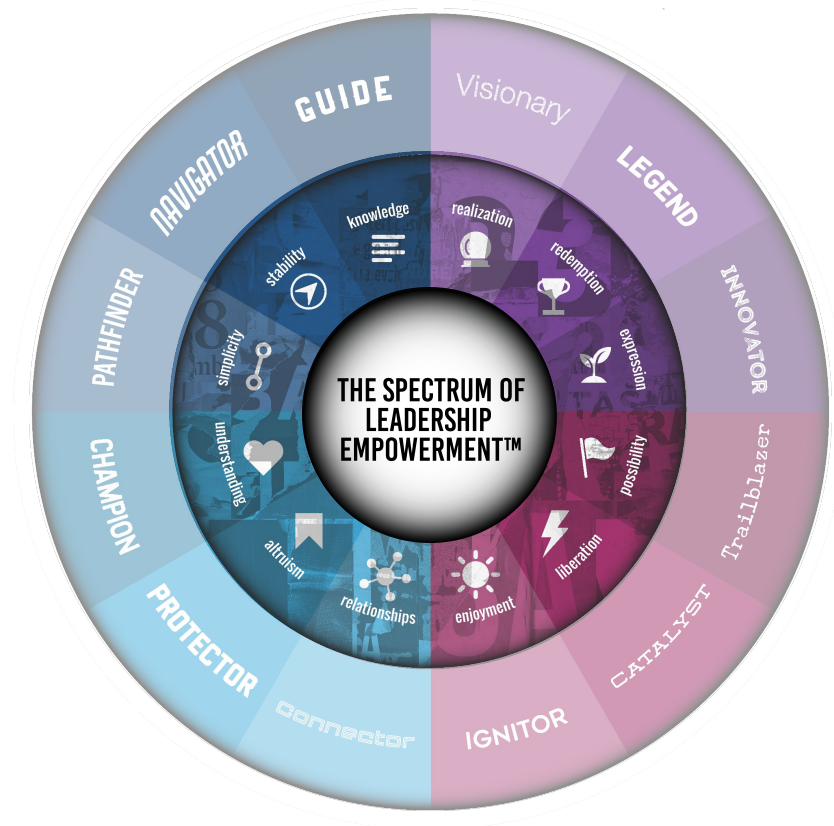 THE SPECTRUM OF
LEADERSHIP
EMPOWERMENT™
Visionary
LEGEND
INNOVATOR
Trailblazer
CATALYST
IGNITOR
connector
PROTECTOR
CHAMPION
PATHFINDER
NAVIGATOR
GUIDE
realization
redemption
expression
possibility
liberation
enjoyment
relationships
altruism
understanding
simplicity
stability
knowledge